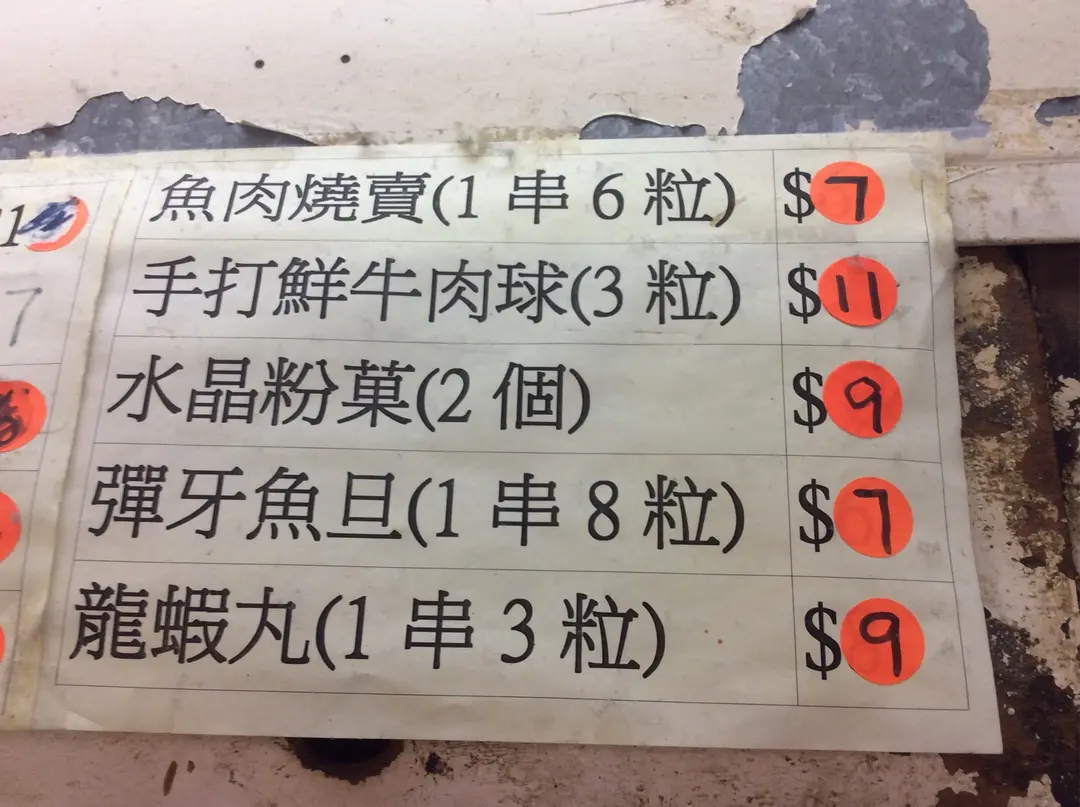 魚肉燒賣(1 串 6 粒) $7
手打鮮牛肉球(3 粒) $11
水晶粉菓(2 個) $9
彈牙魚旦(1 串 8 粒) $7
龍蝦丸(1 串 3 粒) $9
7